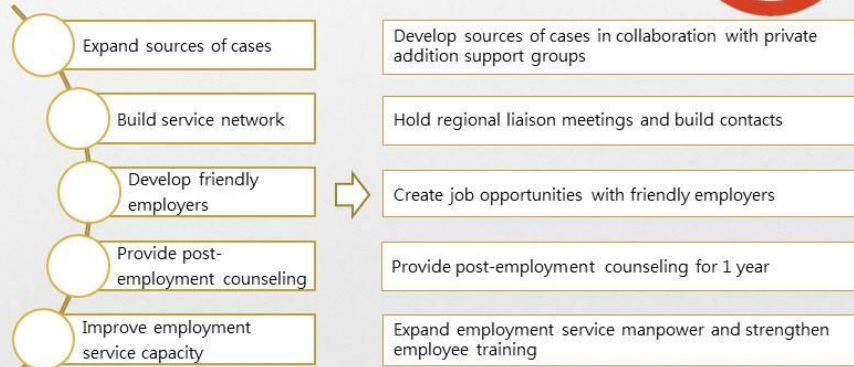 Expand sources of cases
Develop sources of cases in collaboration with private
addition support groups
Build service network
Hold regional liaison meetings and build contacts
Develop friendly
employers
Create job opportunities with friendly employers
Provide post-
employment counseling
Provide post-employment counseling for 1 year
Improve employment
service capacity
Expand employment service manpower and strengthen
employee training